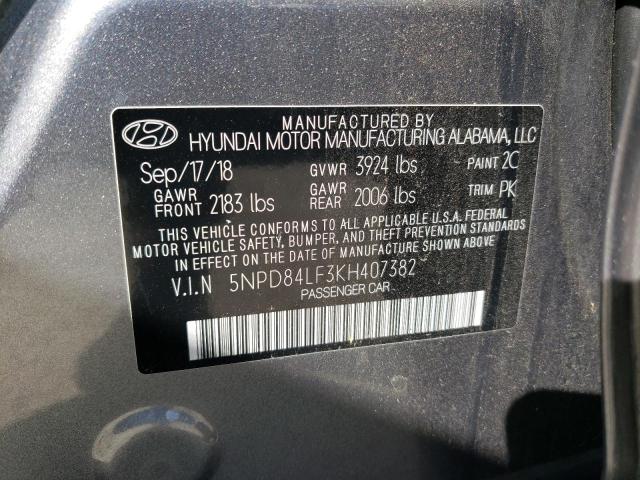 MANUFACTURED BY
HYUNDAI MOTOR MANUFACTURING ALABAMA, LLC
Sep/17/18 GVWR 3924 lbs PAINT 2C
GAWR FRONT 2183 lbs GAWR REAR 2006 lbs TRIM PK
THIS VEHICLE CONFORMS TO ALL APPLICABLE U.S.A. FEDERAL
MOTOR VEHICLE SAFETY, BUMPER, AND THEFT PREVENTION STANDARDS
IN EFFECT ON THE DATE OF MANUFACTURE SHOWN ABOVE.
V.I.N 5NPD84LF3KH407382
PASSENGER CAR